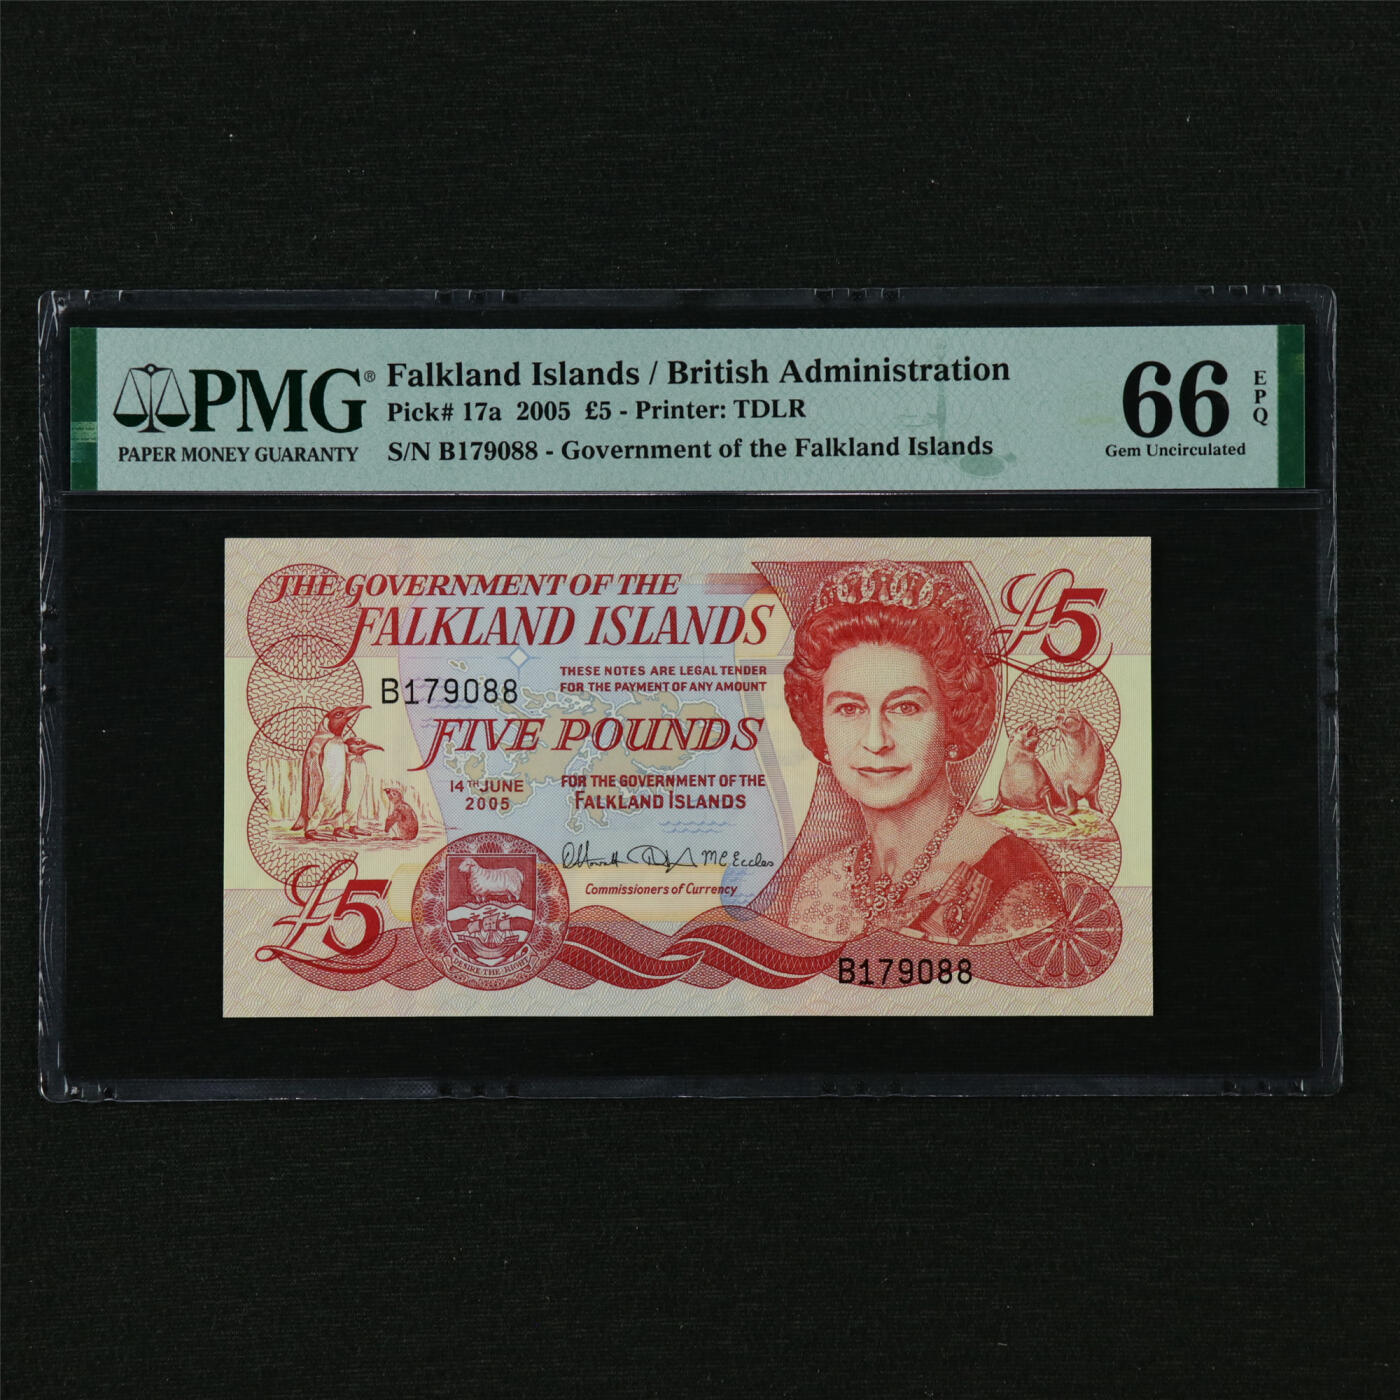 PMG®
PAPER MONEY GUARANTY
Falkland Islands / British Administration
Pick# 17a 2005 £5 - Printer: TDLR
S/N B179088 - Government of the Falkland Islands
66
EPQ
Gem Uncirculated
THE GOVERNMENT OF THE
FALKLAND ISLANDS
£5
THESE NOTES ARE LEGAL TENDER
FOR THE PAYMENT OF ANY AMOUNT
B179088
FIVE POUNDS
14TH JUNE
2005
FOR THE GOVERNMENT OF THE
FALKLAND ISLANDS
Commissioners of Currency
£5
DESIRE THE RIGHT
B179088